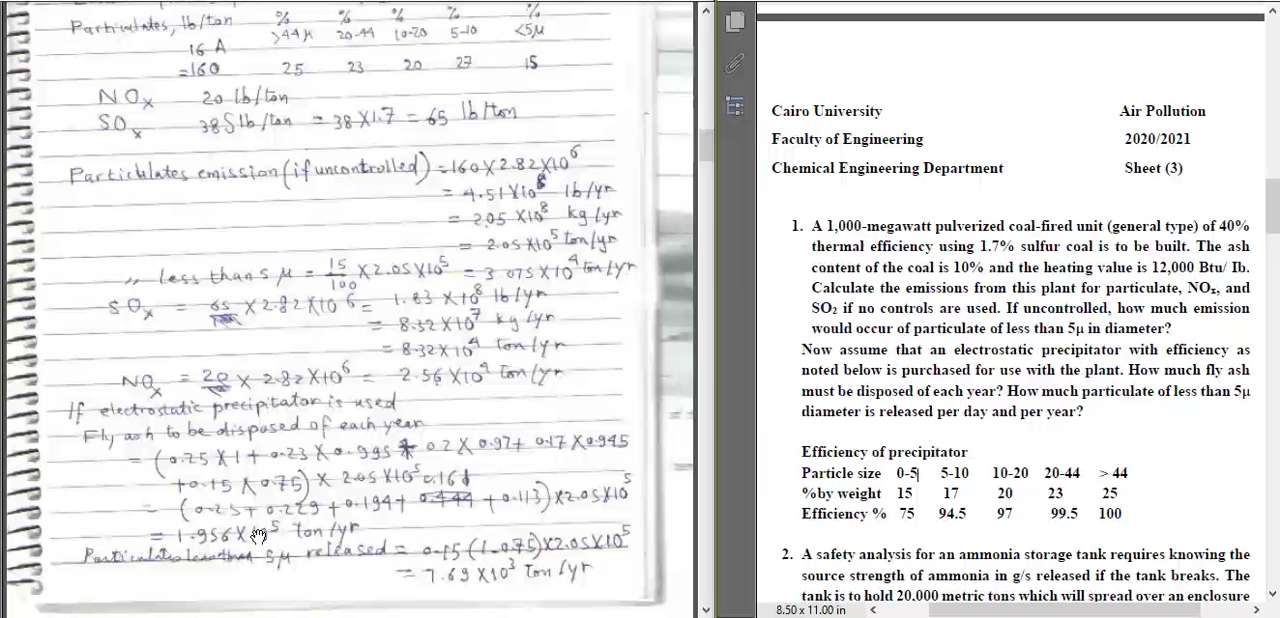 Particulates, lb/ton % % % % %
>44 μ 20-44 10-20 5-10 <5μ
16 A
=160 25 23 20 27 15
NOx 20 lb/ton
SOx 38S lb/ton = 38 X 1.7 = 65 lb/ton
Particulates emission (if uncontrolled) = 160 X 2.82 X 10^6
= 4.51 X 10^8 lb/yr
= 2.05 X 10^8 kg/yr
= 2.05 X 10^5 ton/yr
〃 less than 5 μ = 15/100 X 2.05 X 10^5 = 3.075 X 10^4 ton/yr
SOx = 65 X 2.82 X 10^6 = 1.83 X 10^8 lb/yr
= 8.32 X 10^7 kg/yr
= 8.32 X 10^4 ton/yr
NOx = 20 X 2.82 X 10^6 = 2.56 X 10^4 ton/yr
If electrostatic precipitator is used
Fly ash to be disposed of each year
= (0.25 X 1 + 0.23 X 0.995 + 0.2 X 0.97 + 0.17 X 0.945
+ 0.15 X 0.75) X 2.05 X 10^5 0.161
= (0.25 + 0.229 + 0.194 + 0.444 + 0.113) X 2.05 X 10^5
= 1.956 X 10^5 ton/yr
Particulates less than 5μ released = 0.15 (1-0.75) X 2.05 X 10^5
= 7.69 X 10^3 ton/yr
Cairo University Air Pollution
Faculty of Engineering 2020/2021
Chemical Engineering Department Sheet (3)
1. A 1,000-megawatt pulverized coal-fired unit (general type) of 40%
thermal efficiency using 1.7% sulfur coal is to be built. The ash
content of the coal is 10% and the heating value is 12,000 Btu/ Ib.
Calculate the emissions from this plant for particulate, NOx, and
SO2 if no controls are used. If uncontrolled, how much emission
would occur of particulate of less than 5μ in diameter?
Now assume that an electrostatic precipitator with efficiency as
noted below is purchased for use with the plant. How much fly ash
must be disposed of each year? How much particulate of less than 5μ
diameter is released per day and per year?
Efficiency of precipitator
Particle size 0-5 5-10 10-20 20-44 > 44
%by weight 15 17 20 23 25
Efficiency % 75 94.5 97 99.5 100
2. A safety analysis for an ammonia storage tank requires knowing the
source strength of ammonia in g/s released if the tank breaks. The
tank is to hold 20,000 metric tons which will spread over an enclosure
8.50 x 11.00 in